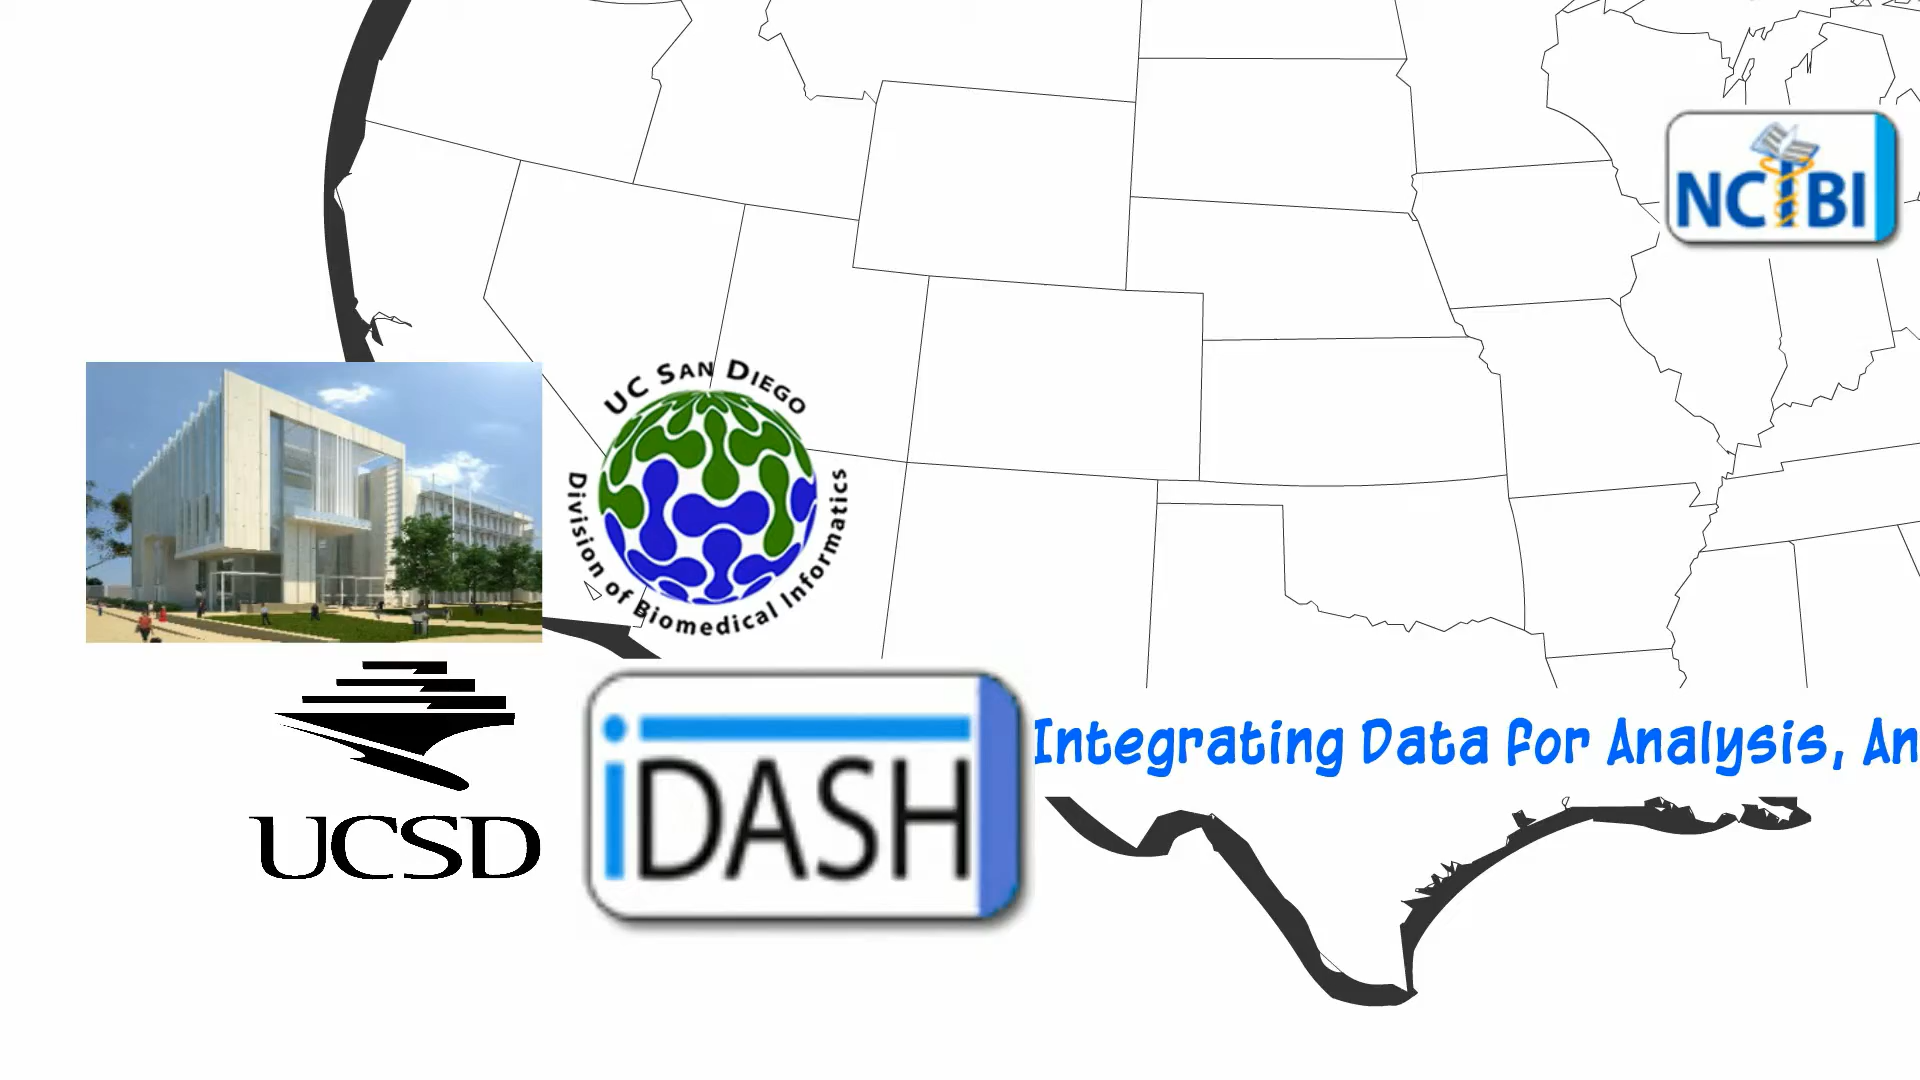 NCIBI
UC SAN DIEGO
Division of Biomedical Informatics
UCSD
iDASH
Integrating Data for Analysis, An